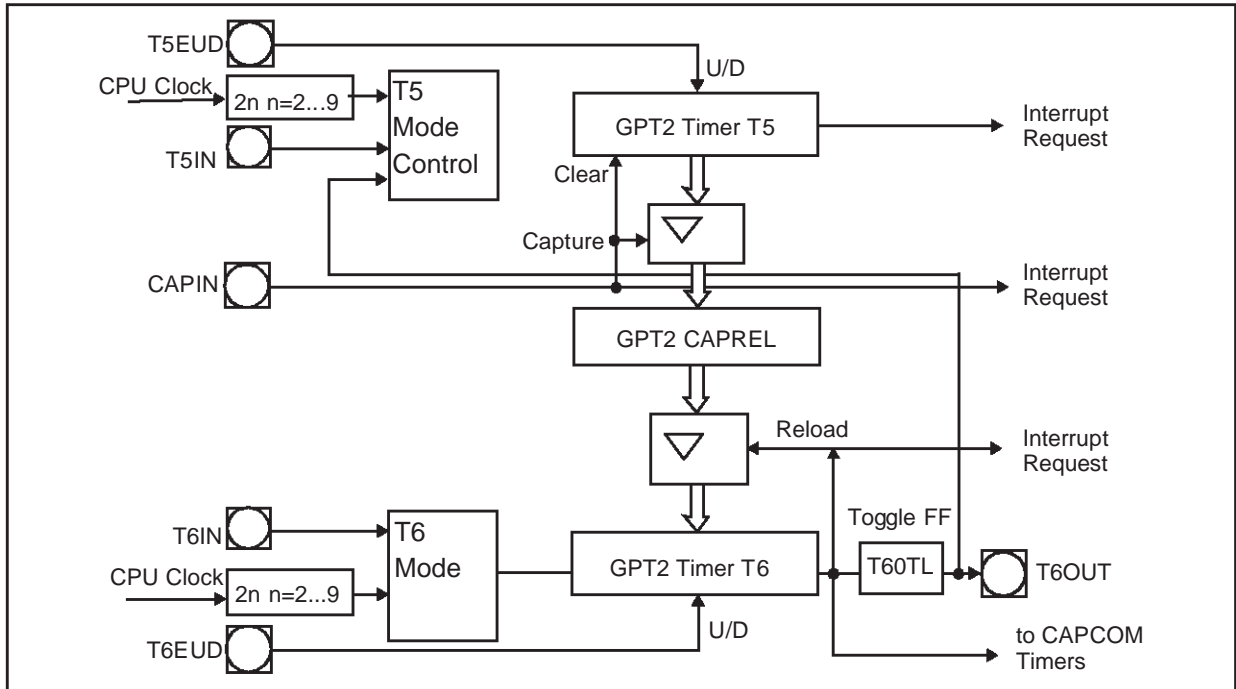 T5EUD
U/D
CPU Clock
2n n=2...9
T5
Mode
Control
GPT2 Timer T5
Interrupt
Request
T5IN
Clear
Capture
CAPIN
Interrupt
Request
GPT2 CAPREL
Reload
Interrupt
Request
T6IN
T6
Mode
Toggle FF
GPT2 Timer T6
T60TL
T6OUT
CPU Clock
2n n=2...9
U/D
T6EUD
to CAPCOM
Timers